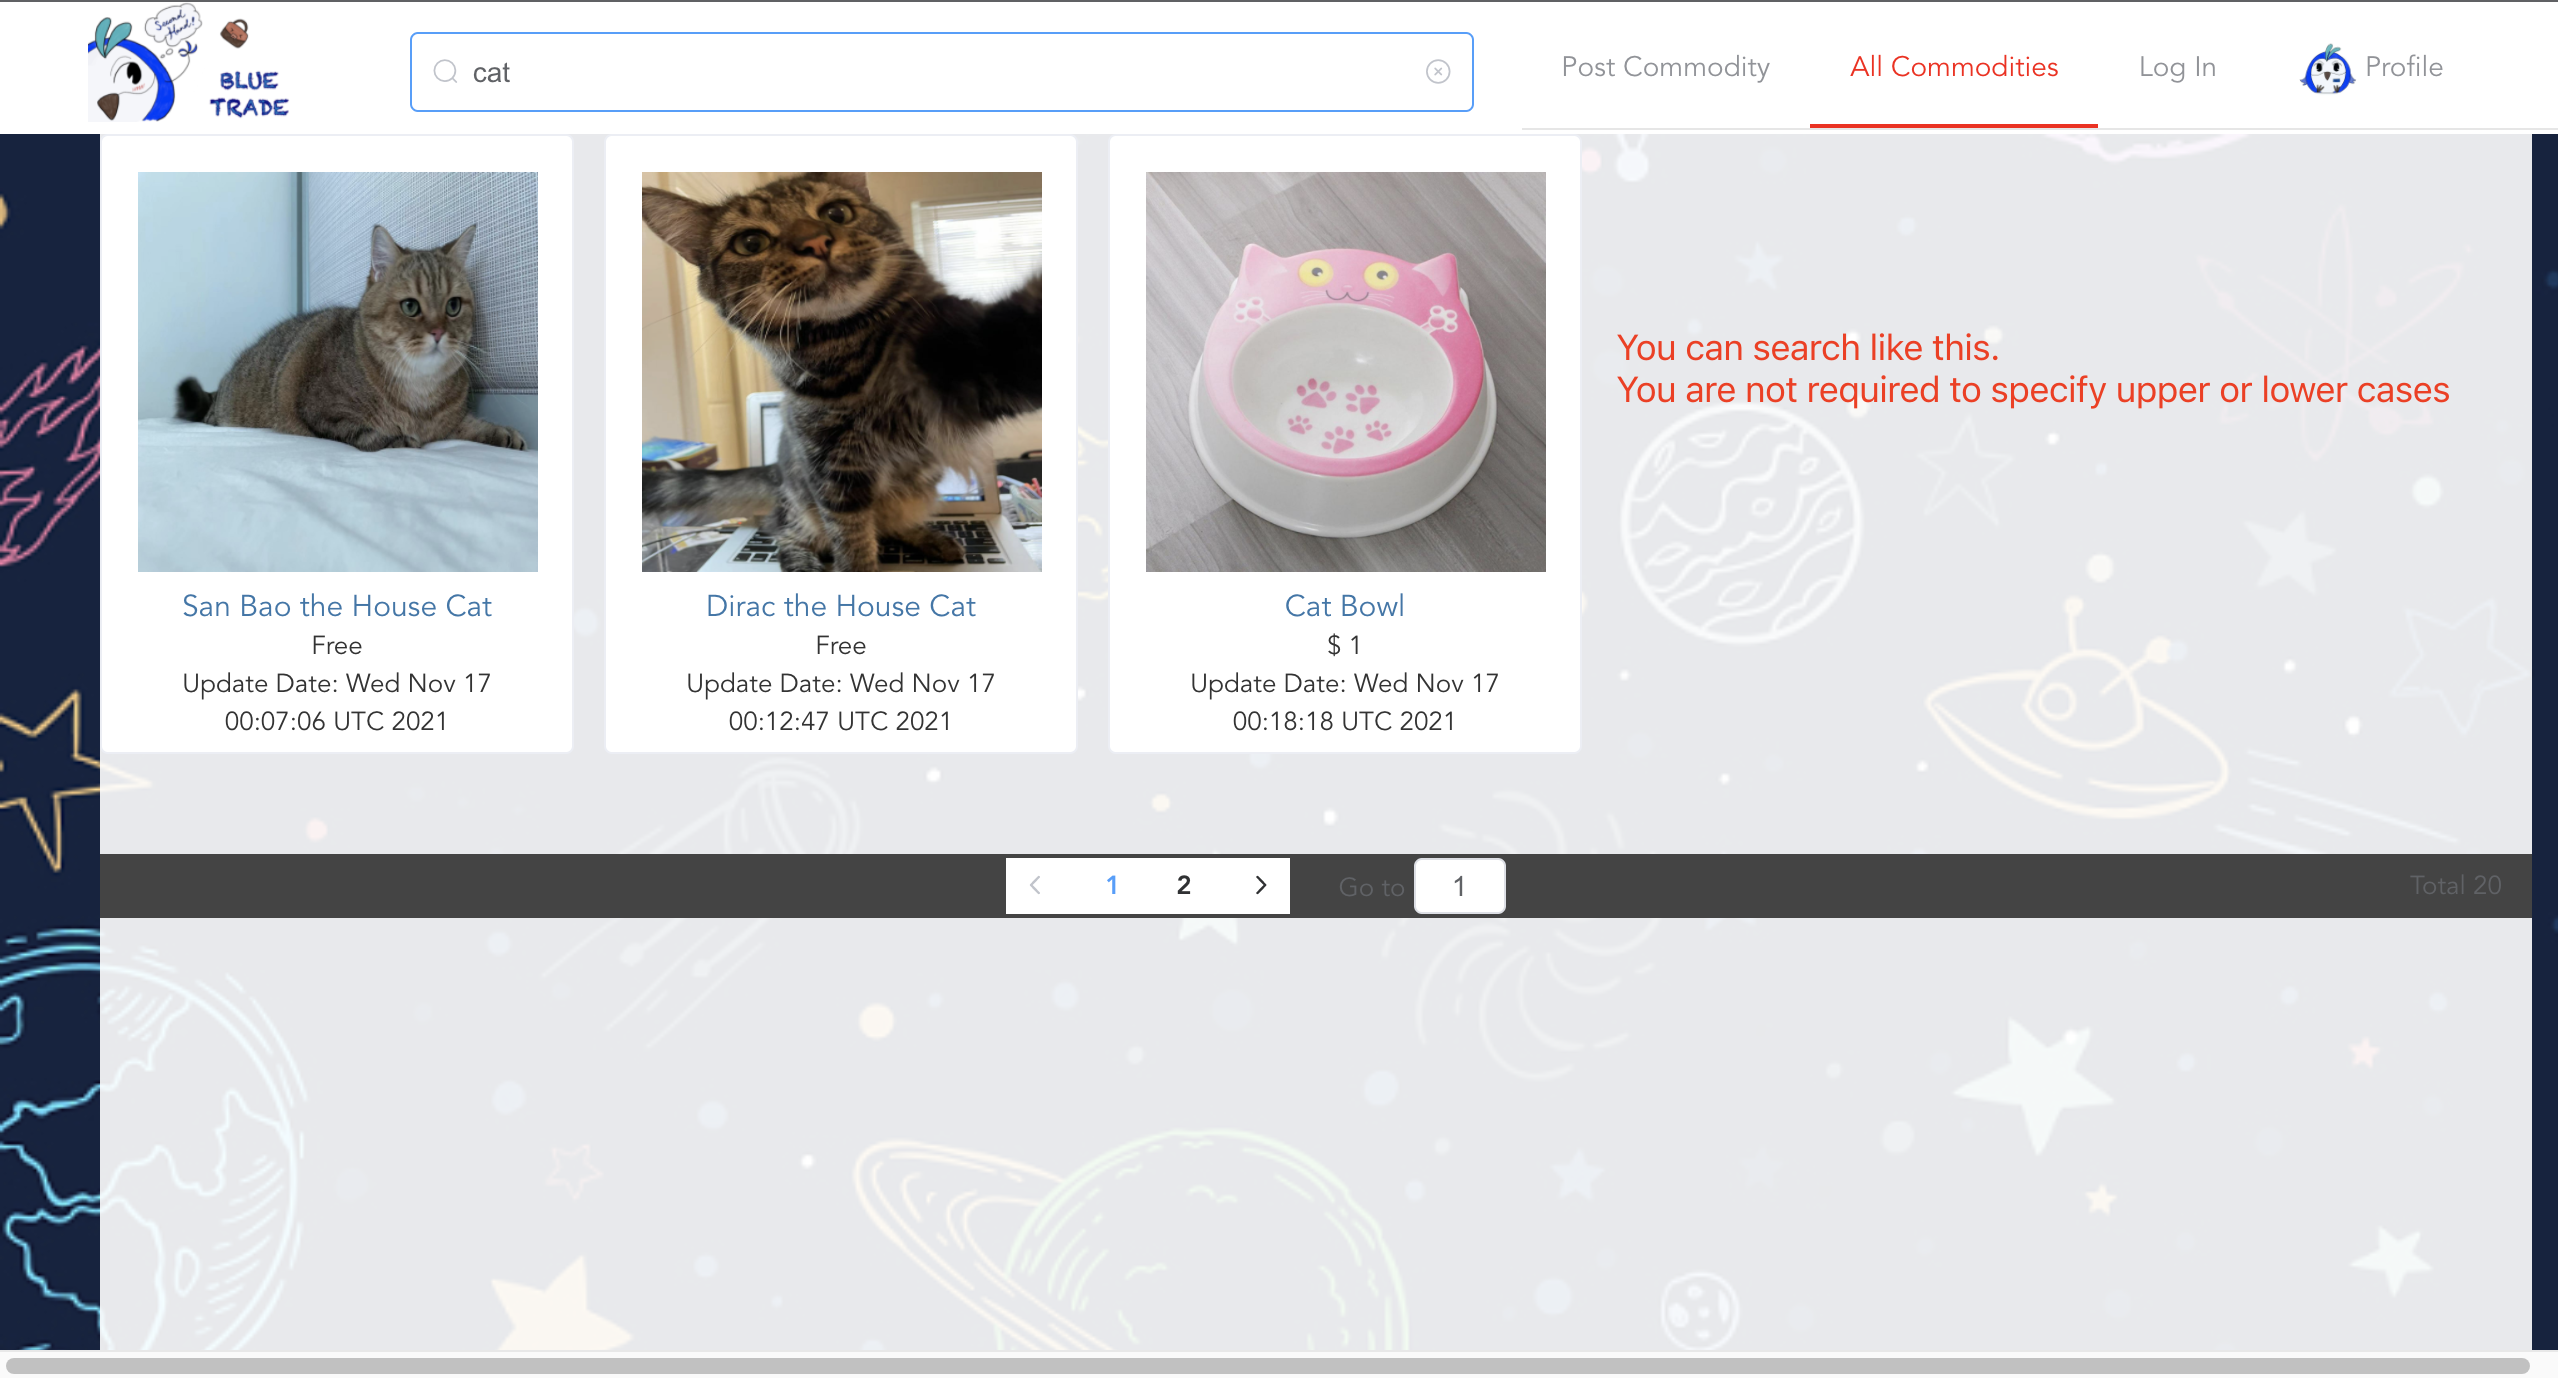 Second
Hand!
BLUE
TRADE
cat
Post Commodity
All Commodities
Log In
Profile
San Bao the House Cat
Free
Update Date: Wed Nov 17
00:07:06 UTC 2021
Dirac the House Cat
Free
Update Date: Wed Nov 17
00:12:47 UTC 2021
Cat Bowl
$ 1
Update Date: Wed Nov 17
00:18:18 UTC 2021
You can search like this.
You are not required to specify upper or lower cases
1
2
Go to
1
Total 20